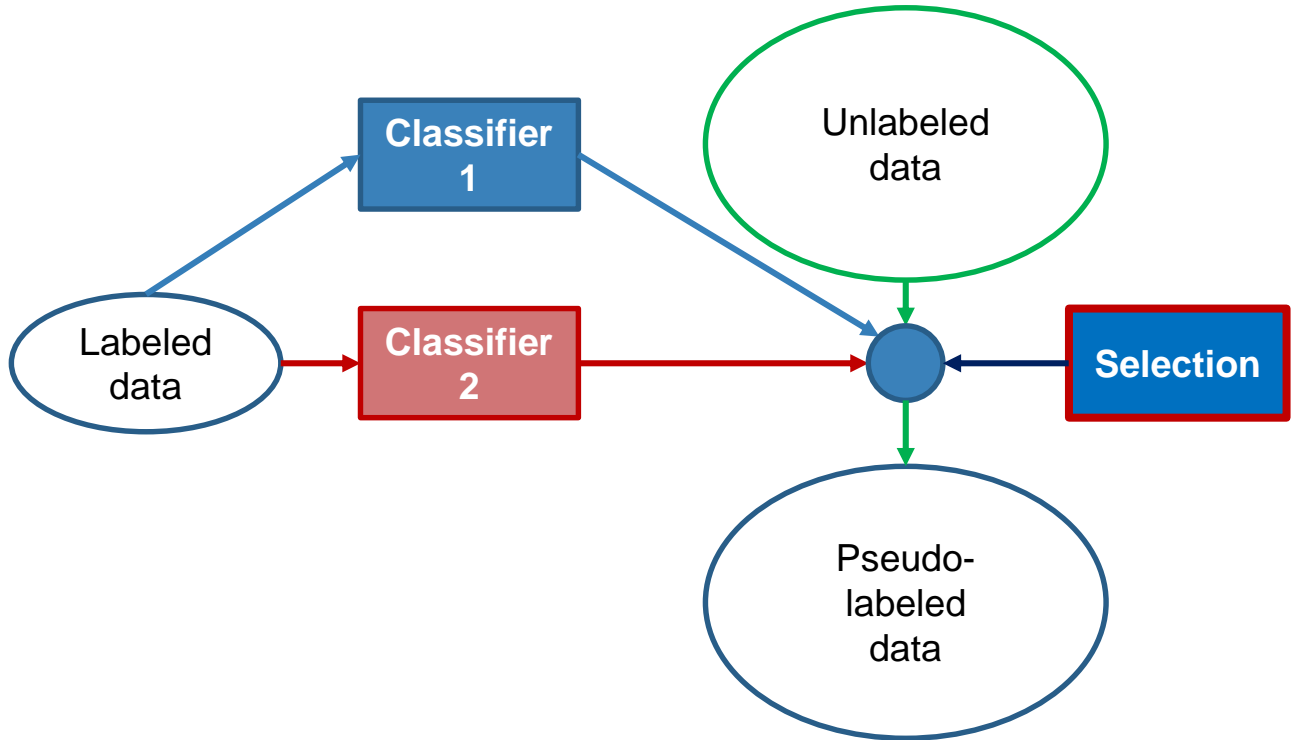 Classifier
1
Unlabeled
data
Labeled
data
Classifier
2
Selection
Pseudo-
labeled
data